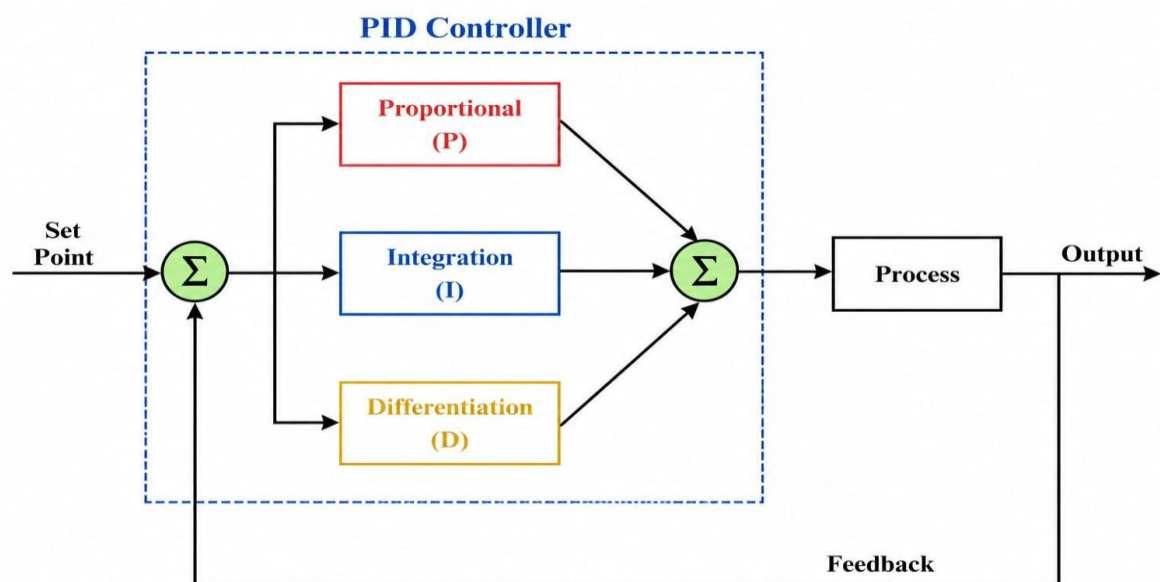 PID Controller
Proportional
(P)
Set
Point
Σ
Integration
(I)
Σ
Process
Output
Differentiation
(D)
Feedback